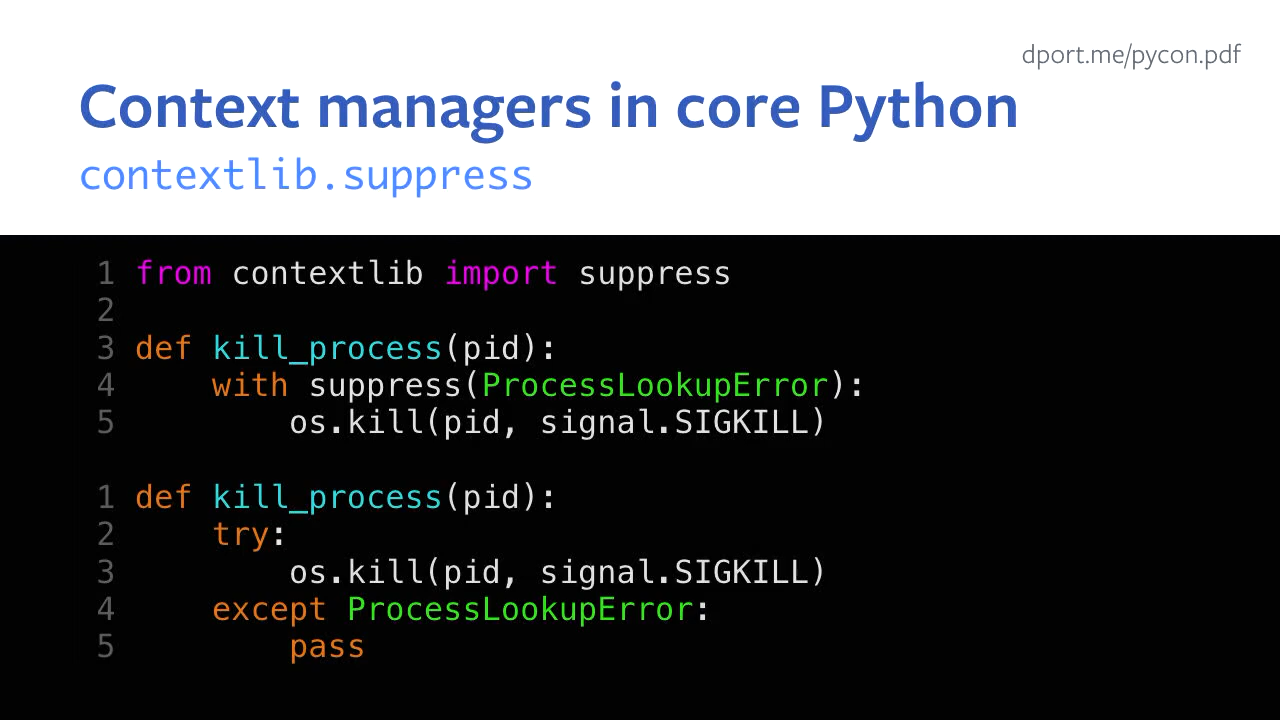 dport.me/pycon.pdf
Context managers in core Python
contextlib.suppress
1 from contextlib import suppress
2
3 def kill_process(pid):
4     with suppress(ProcessLookupError):
5         os.kill(pid, signal.SIGKILL)
1 def kill_process(pid):
2     try:
3         os.kill(pid, signal.SIGKILL)
4     except ProcessLookupError:
5         pass